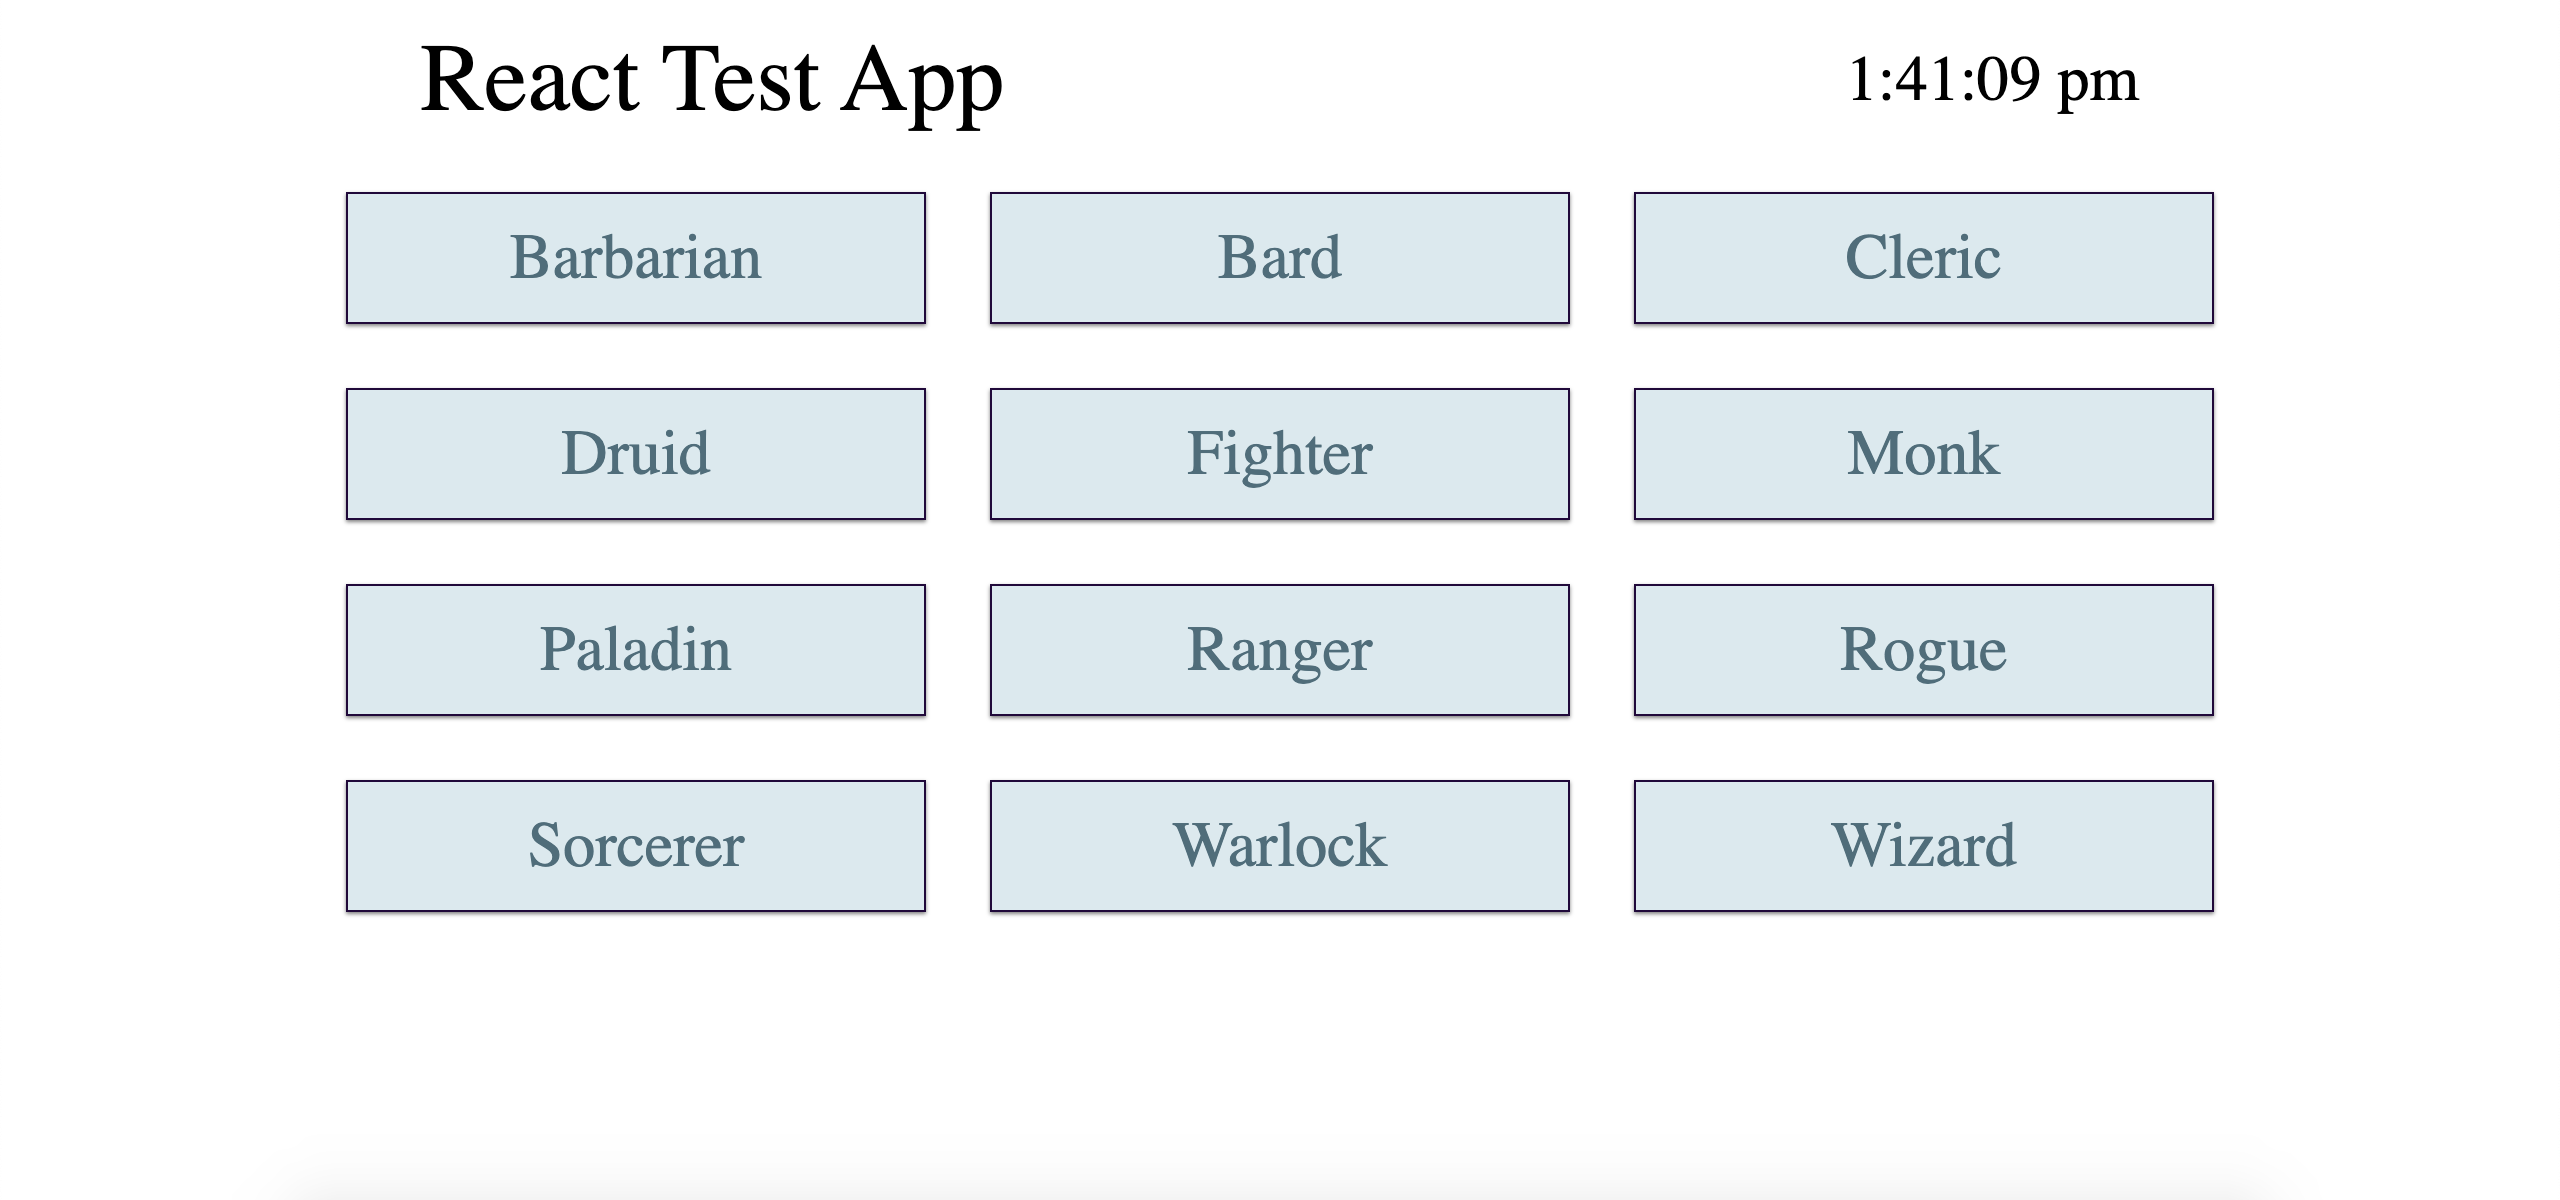 React Test App
1:41:09 pm
Barbarian
Bard
Cleric
Druid
Fighter
Monk
Paladin
Ranger
Rogue
Sorcerer
Warlock
Wizard